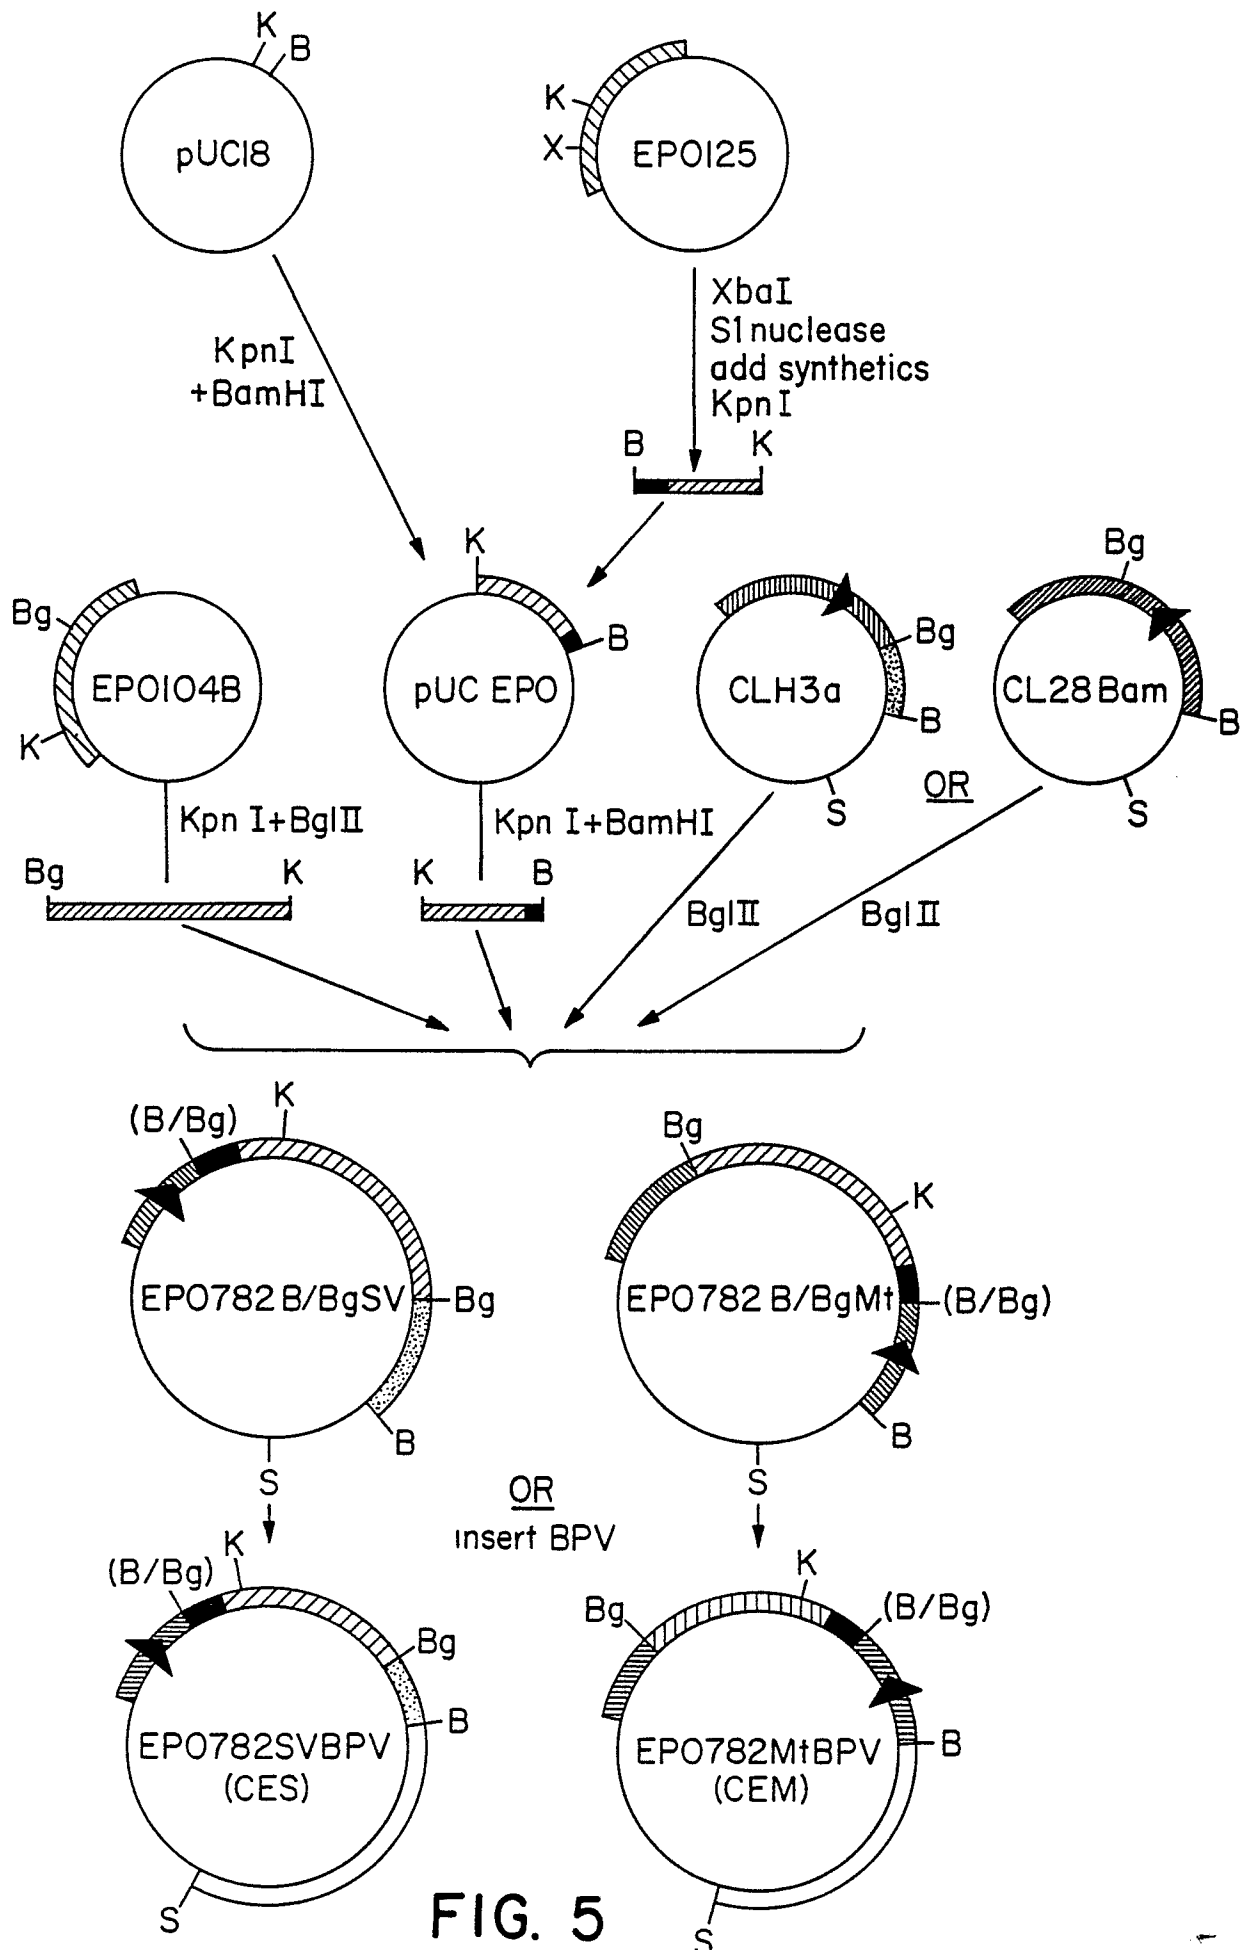 K
B
pUC18
K
X
EPO125
XbaI
S1 nuclease
add synthetics
KpnI
KpnI
+BamHI
B
K
Bg
K
EPO104B
K
B
pUC EPO
Bg
B
S
CLH3a
OR
Bg
B
S
CL28 Bam
Kpn I+BglII
Kpn I+BamHI
Bg
K
K
B
BglII
BglII
(B/Bg)
K
Bg
B
S
EPO782 B/BgSV
Bg
K
(B/Bg)
B
S
EPO782 B/BgMt
OR
insert BPV
(B/Bg)
K
Bg
B
EPO782SVBPV
(CES)
S
Bg
K
(B/Bg)
B
EPO782MtBPV
(CEM)
S
FIG. 5